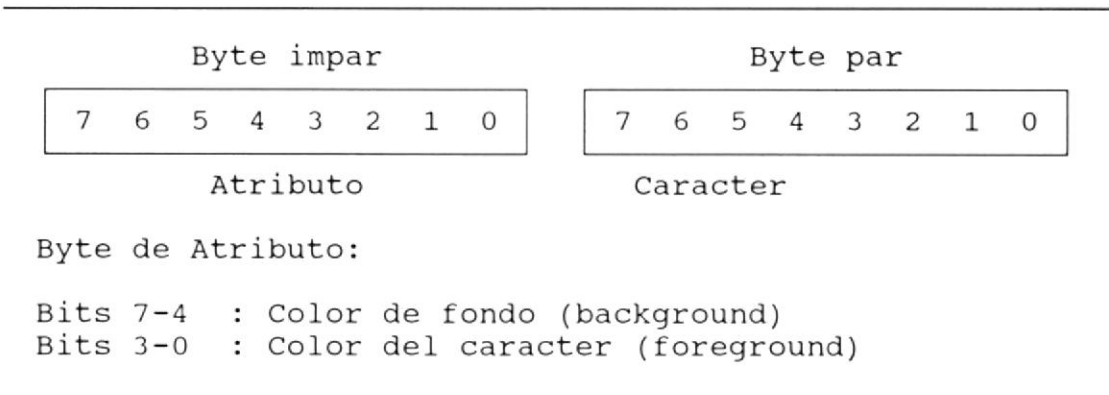 Byte impar Byte par
7 6 5 4 3 2 1 0 7 6 5 4 3 2 1 0
Atributo Caracter
Byte de Atributo:
Bits 7-4 : Color de fondo (background)
Bits 3-0 : Color del caracter (foreground)